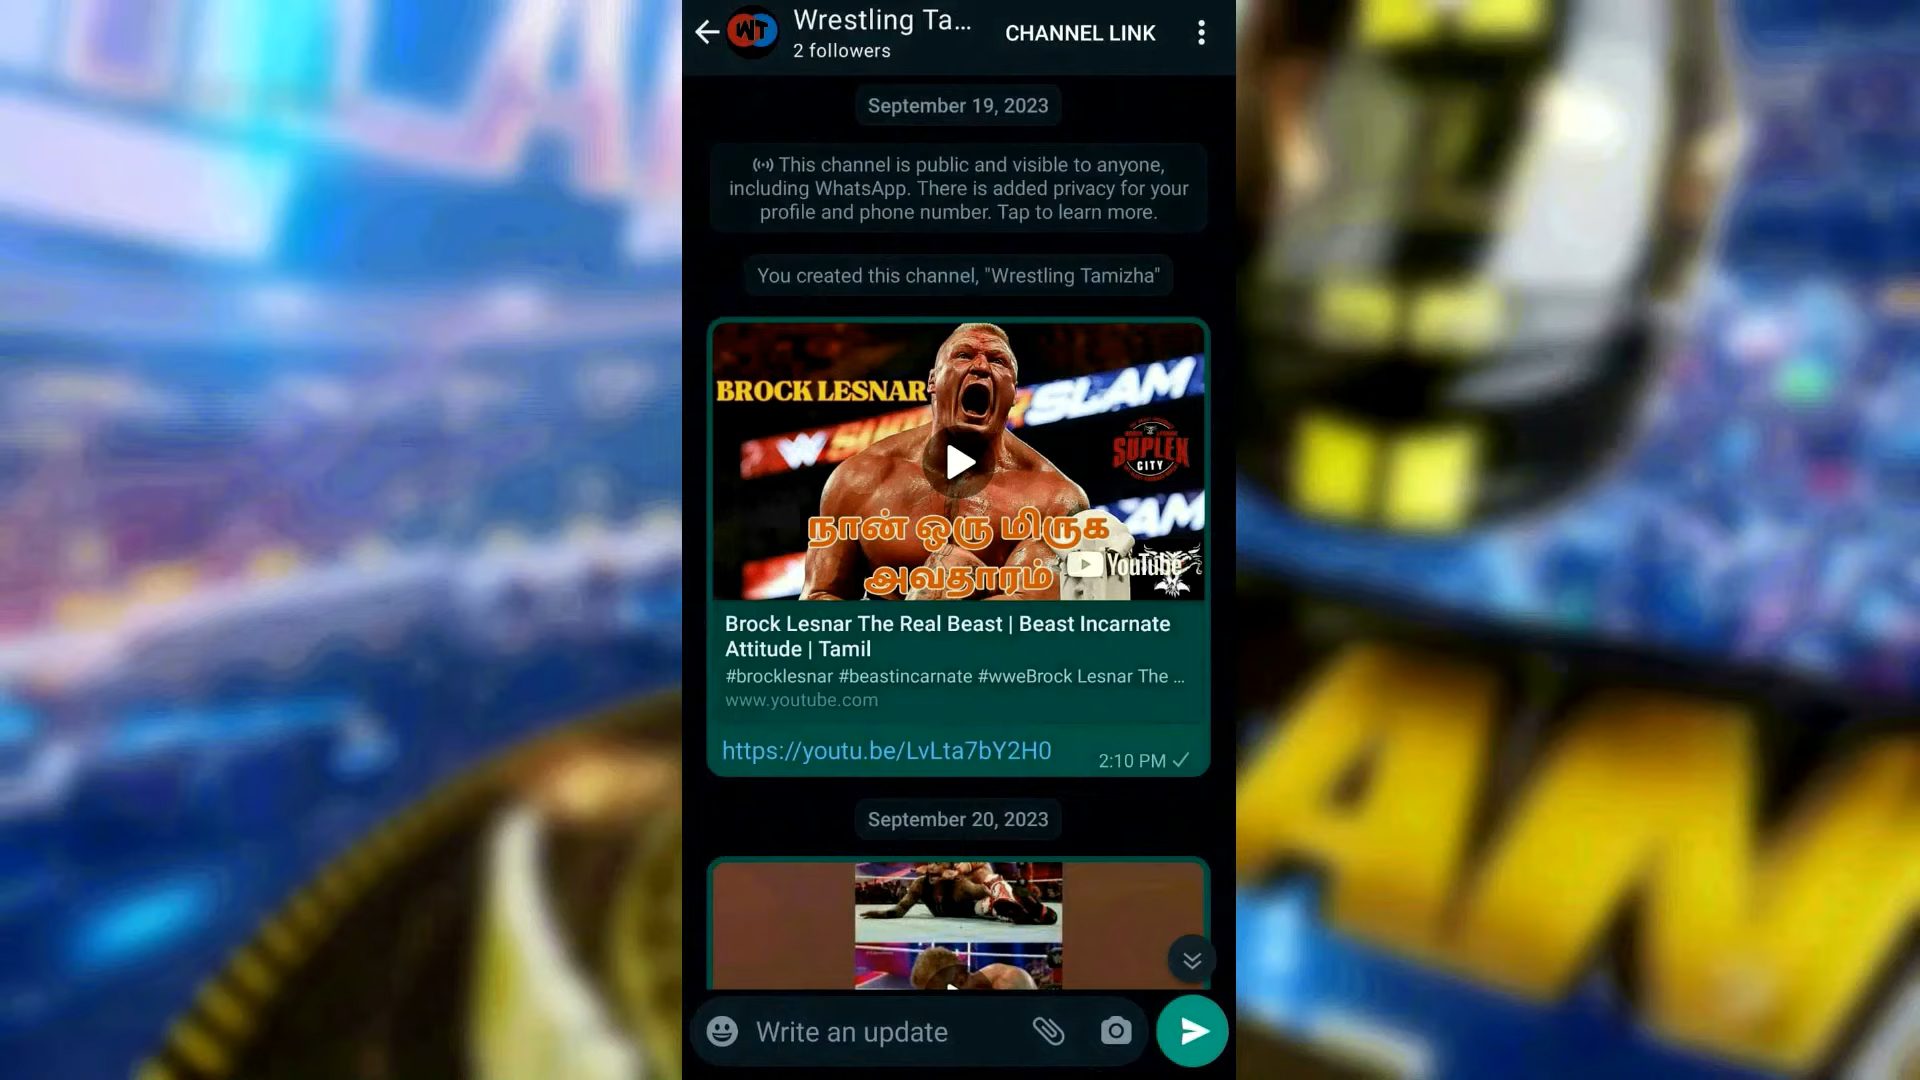 Wrestling Ta...
CHANNEL LINK
2 followers
September 19, 2023
This channel is public and visible to anyone,
including WhatsApp. There is added privacy for your
profile and phone number. Tap to learn more.
You created this channel, "Wrestling Tamizha"
BROCK LESNAR
SLAM
SUPLEX
CITY
நான் ஒரு மிருக
அவதாரம்
YouTube
Brock Lesnar The Real Beast | Beast Incarnate
Attitude | Tamil
#brocklesnar #beastincarnate #wweBrock Lesnar The ...
www.youtube.com
https://youtu.be/LvLta7bY2H0
2:10 PM
September 20, 2023
Write an update